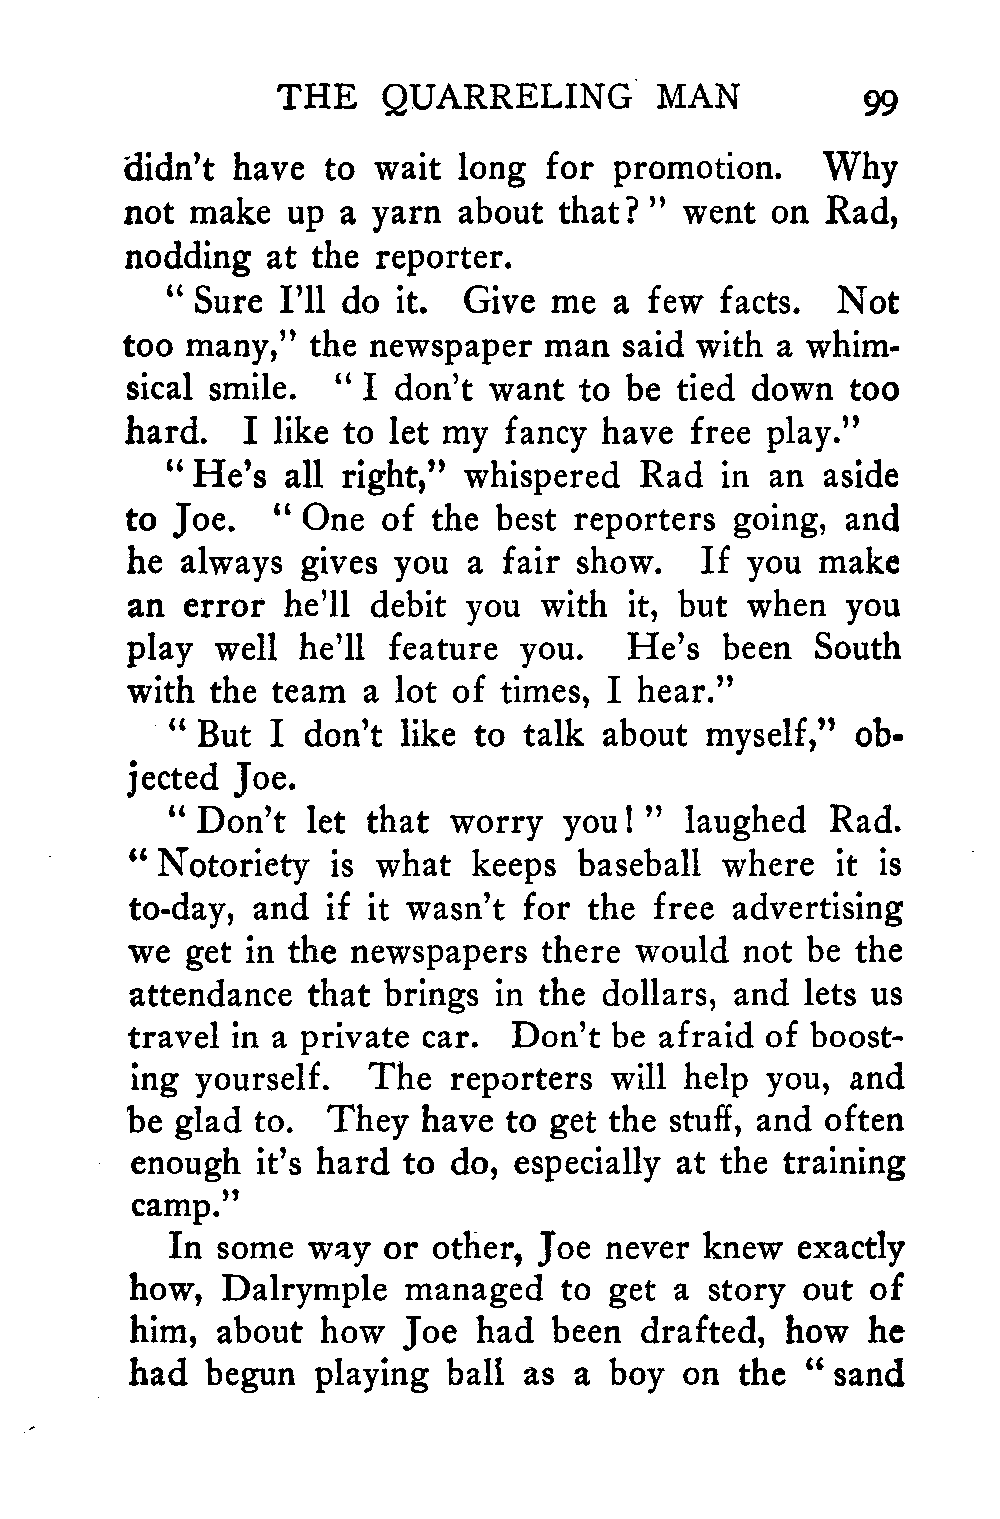 THE QUARRELING MAN 99
didn't have to wait long for promotion. Why
not make up a yarn about that?" went on Rad,
nodding at the reporter.
"Sure I'll do it. Give me a few facts. Not
too many," the newspaper man said with a whim-
sical smile. "I don't want to be tied down too
hard. I like to let my fancy have free play."
"He's all right," whispered Rad in an aside
to Joe. "One of the best reporters going, and
he always gives you a fair show. If you make
an error he'll debit you with it, but when you
play well he'll feature you. He's been South
with the team a lot of times, I hear."
"But I don't like to talk about myself," ob-
jected Joe.
"Don't let that worry you!" laughed Rad.
"Notoriety is what keeps baseball where it is
to-day, and if it wasn't for the free advertising
we get in the newspapers there would not be the
attendance that brings in the dollars, and lets us
travel in a private car. Don't be afraid of boost-
ing yourself. The reporters will help you, and
be glad to. They have to get the stuff, and often
enough it's hard to do, especially at the training
camp."
In some way or other, Joe never knew exactly
how, Dalrymple managed to get a story out of
him, about how Joe had been drafted, how he
had begun playing ball as a boy on the "sand